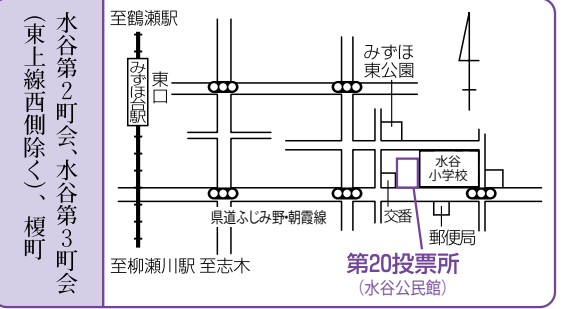 水谷第2町会、水谷第3町会
（東上線西側除く）、榎町
至鶴瀬駅
みずほ台駅
東口
みずほ
東公園
水谷
小学校
県道ふじみ野・朝霞線
交番
郵便局
至柳瀬川駅
至志木
第20投票所
（水谷公民館）